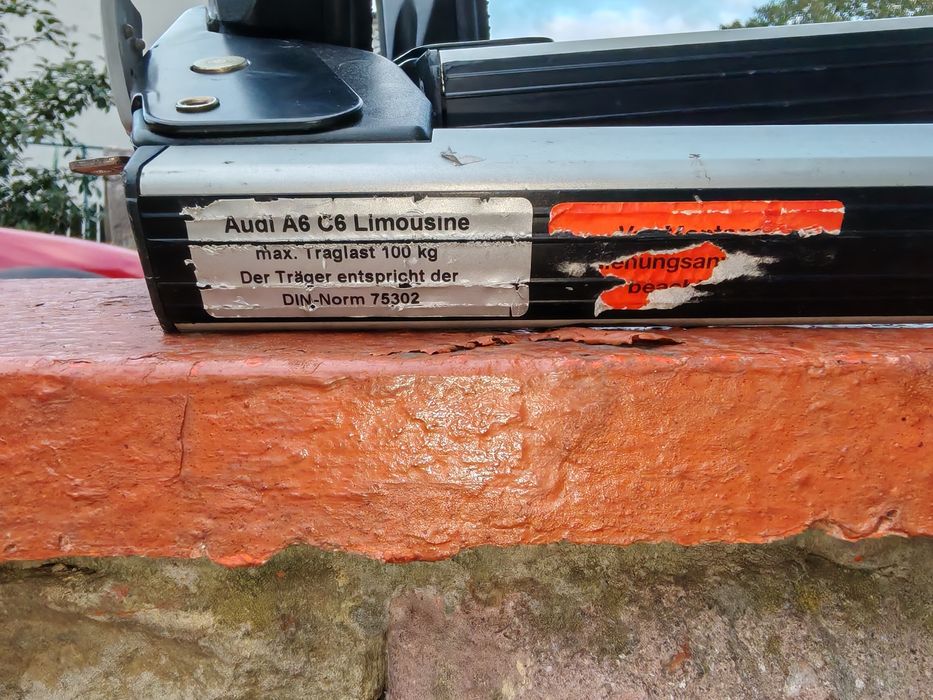 Audi A6 C6 Limousine
max. Traglast 100 kg
Der Träger entspricht der
DIN-Norm 75302